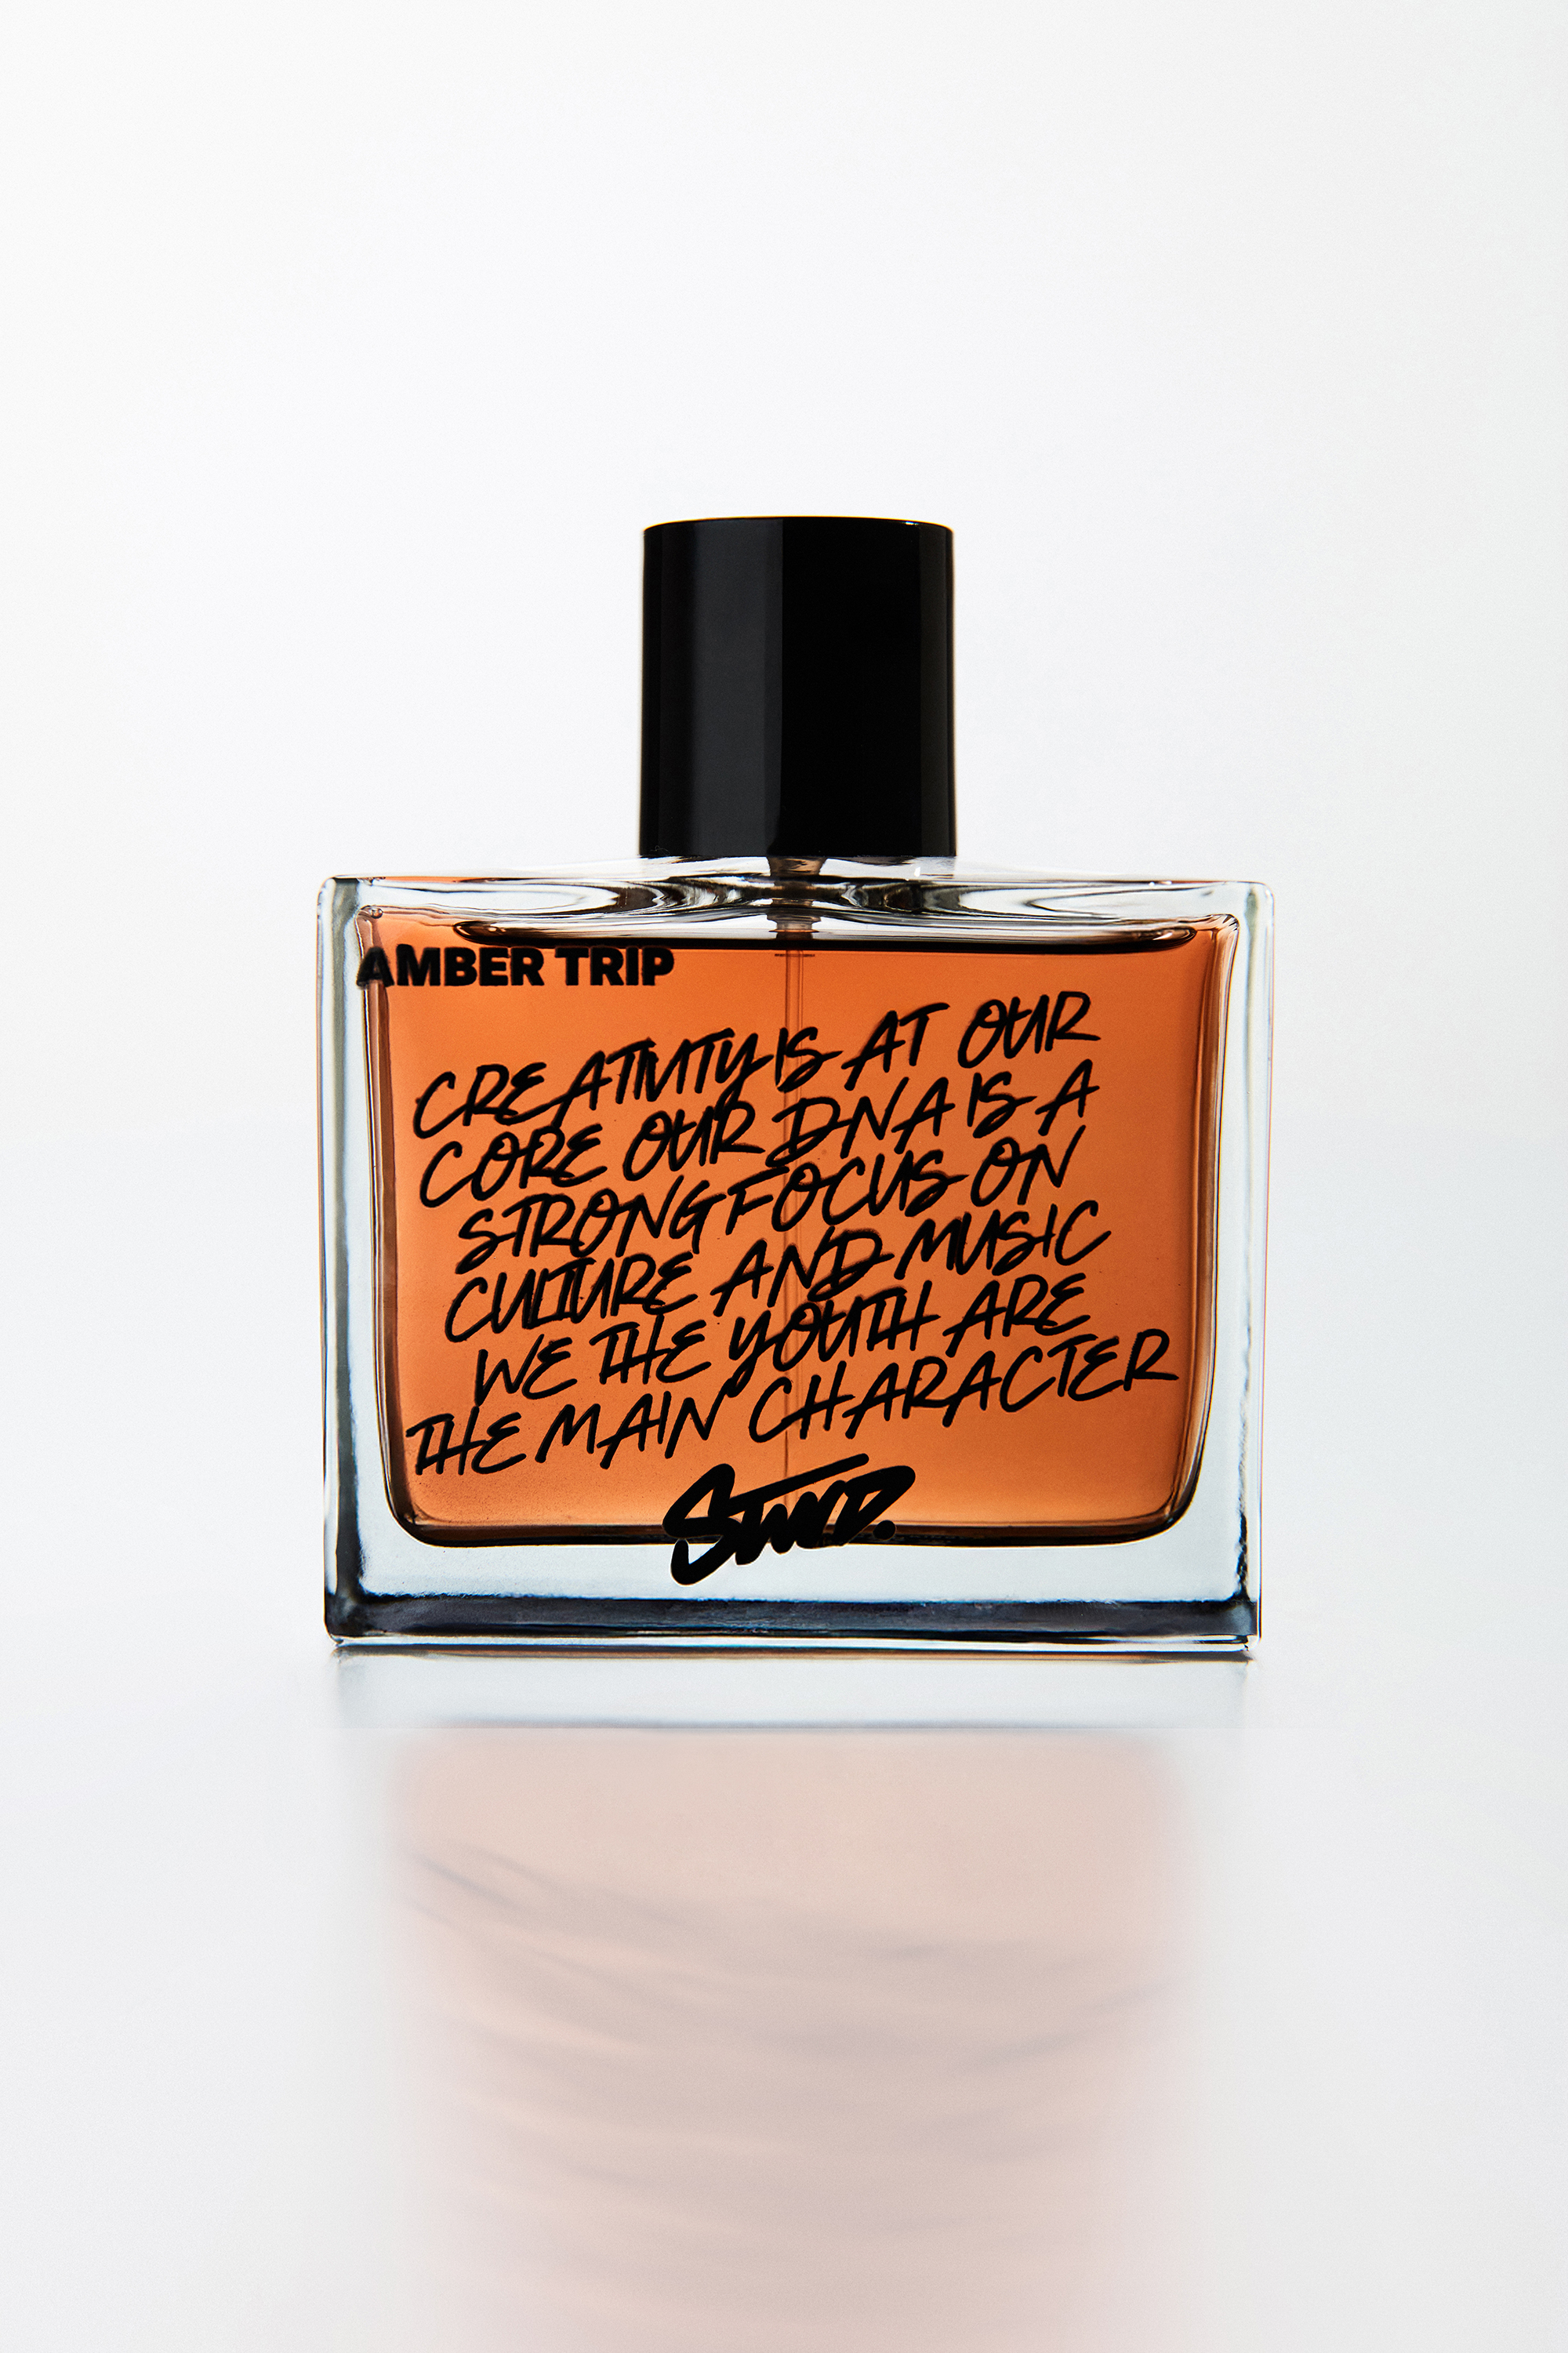 AMBER TRIP
CREATIVITY IS AT OUR
CORE OUR DNA IS A
STRONG FOCUS ON
CULTURE AND MUSIC
WE THE YOUTH ARE
THE MAIN CHARACTER
STWD.